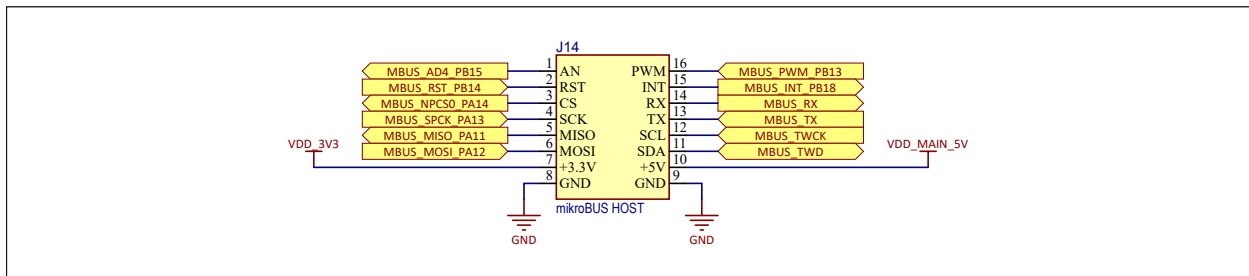 J14
MBUS_AD4_PB15 1 AN PWM 16 MBUS_PWM_PB13
MBUS_RST_PB14 2 RST INT 15 MBUS_INT_PB18
MBUS_NPCS0_PA14 3 CS RX 14 MBUS_RX
MBUS_SPCK_PA13 4 SCK TX 13 MBUS_TX
MBUS_MISO_PA11 5 MISO SCL 12 MBUS_TWCK
VDD_3V3 MBUS_MOSI_PA12 6 MOSI SDA 11 MBUS_TWD VDD_MAIN_5V
7 +3.3V +5V 10
8 GND GND 9
mikroBUS HOST
GND GND